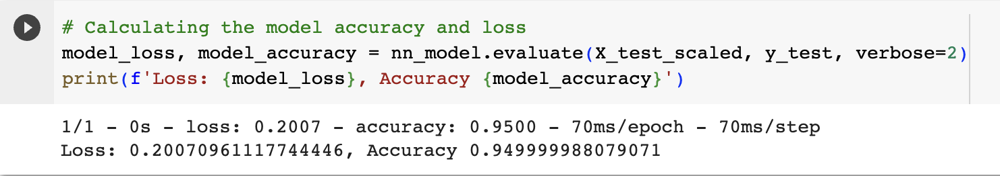 # Calculating the model accuracy and loss
model_loss, model_accuracy = nn_model.evaluate(X_test_scaled, y_test, verbose=2)
print(f'Loss: {model_loss}, Accuracy {model_accuracy}')
1/1 - 0s - loss: 0.2007 - accuracy: 0.9500 - 70ms/epoch - 70ms/step
Loss: 0.20070961117744446, Accuracy 0.949999988079071